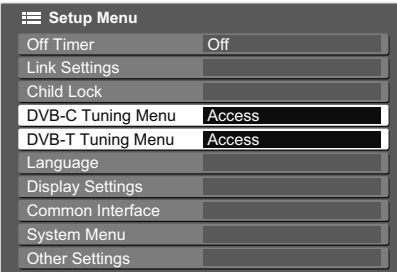 Setup Menu
Off Timer Off
Link Settings
Child Lock
DVB-C Tuning Menu Access
DVB-T Tuning Menu Access
Language
Display Settings
Common Interface
System Menu
Other Settings